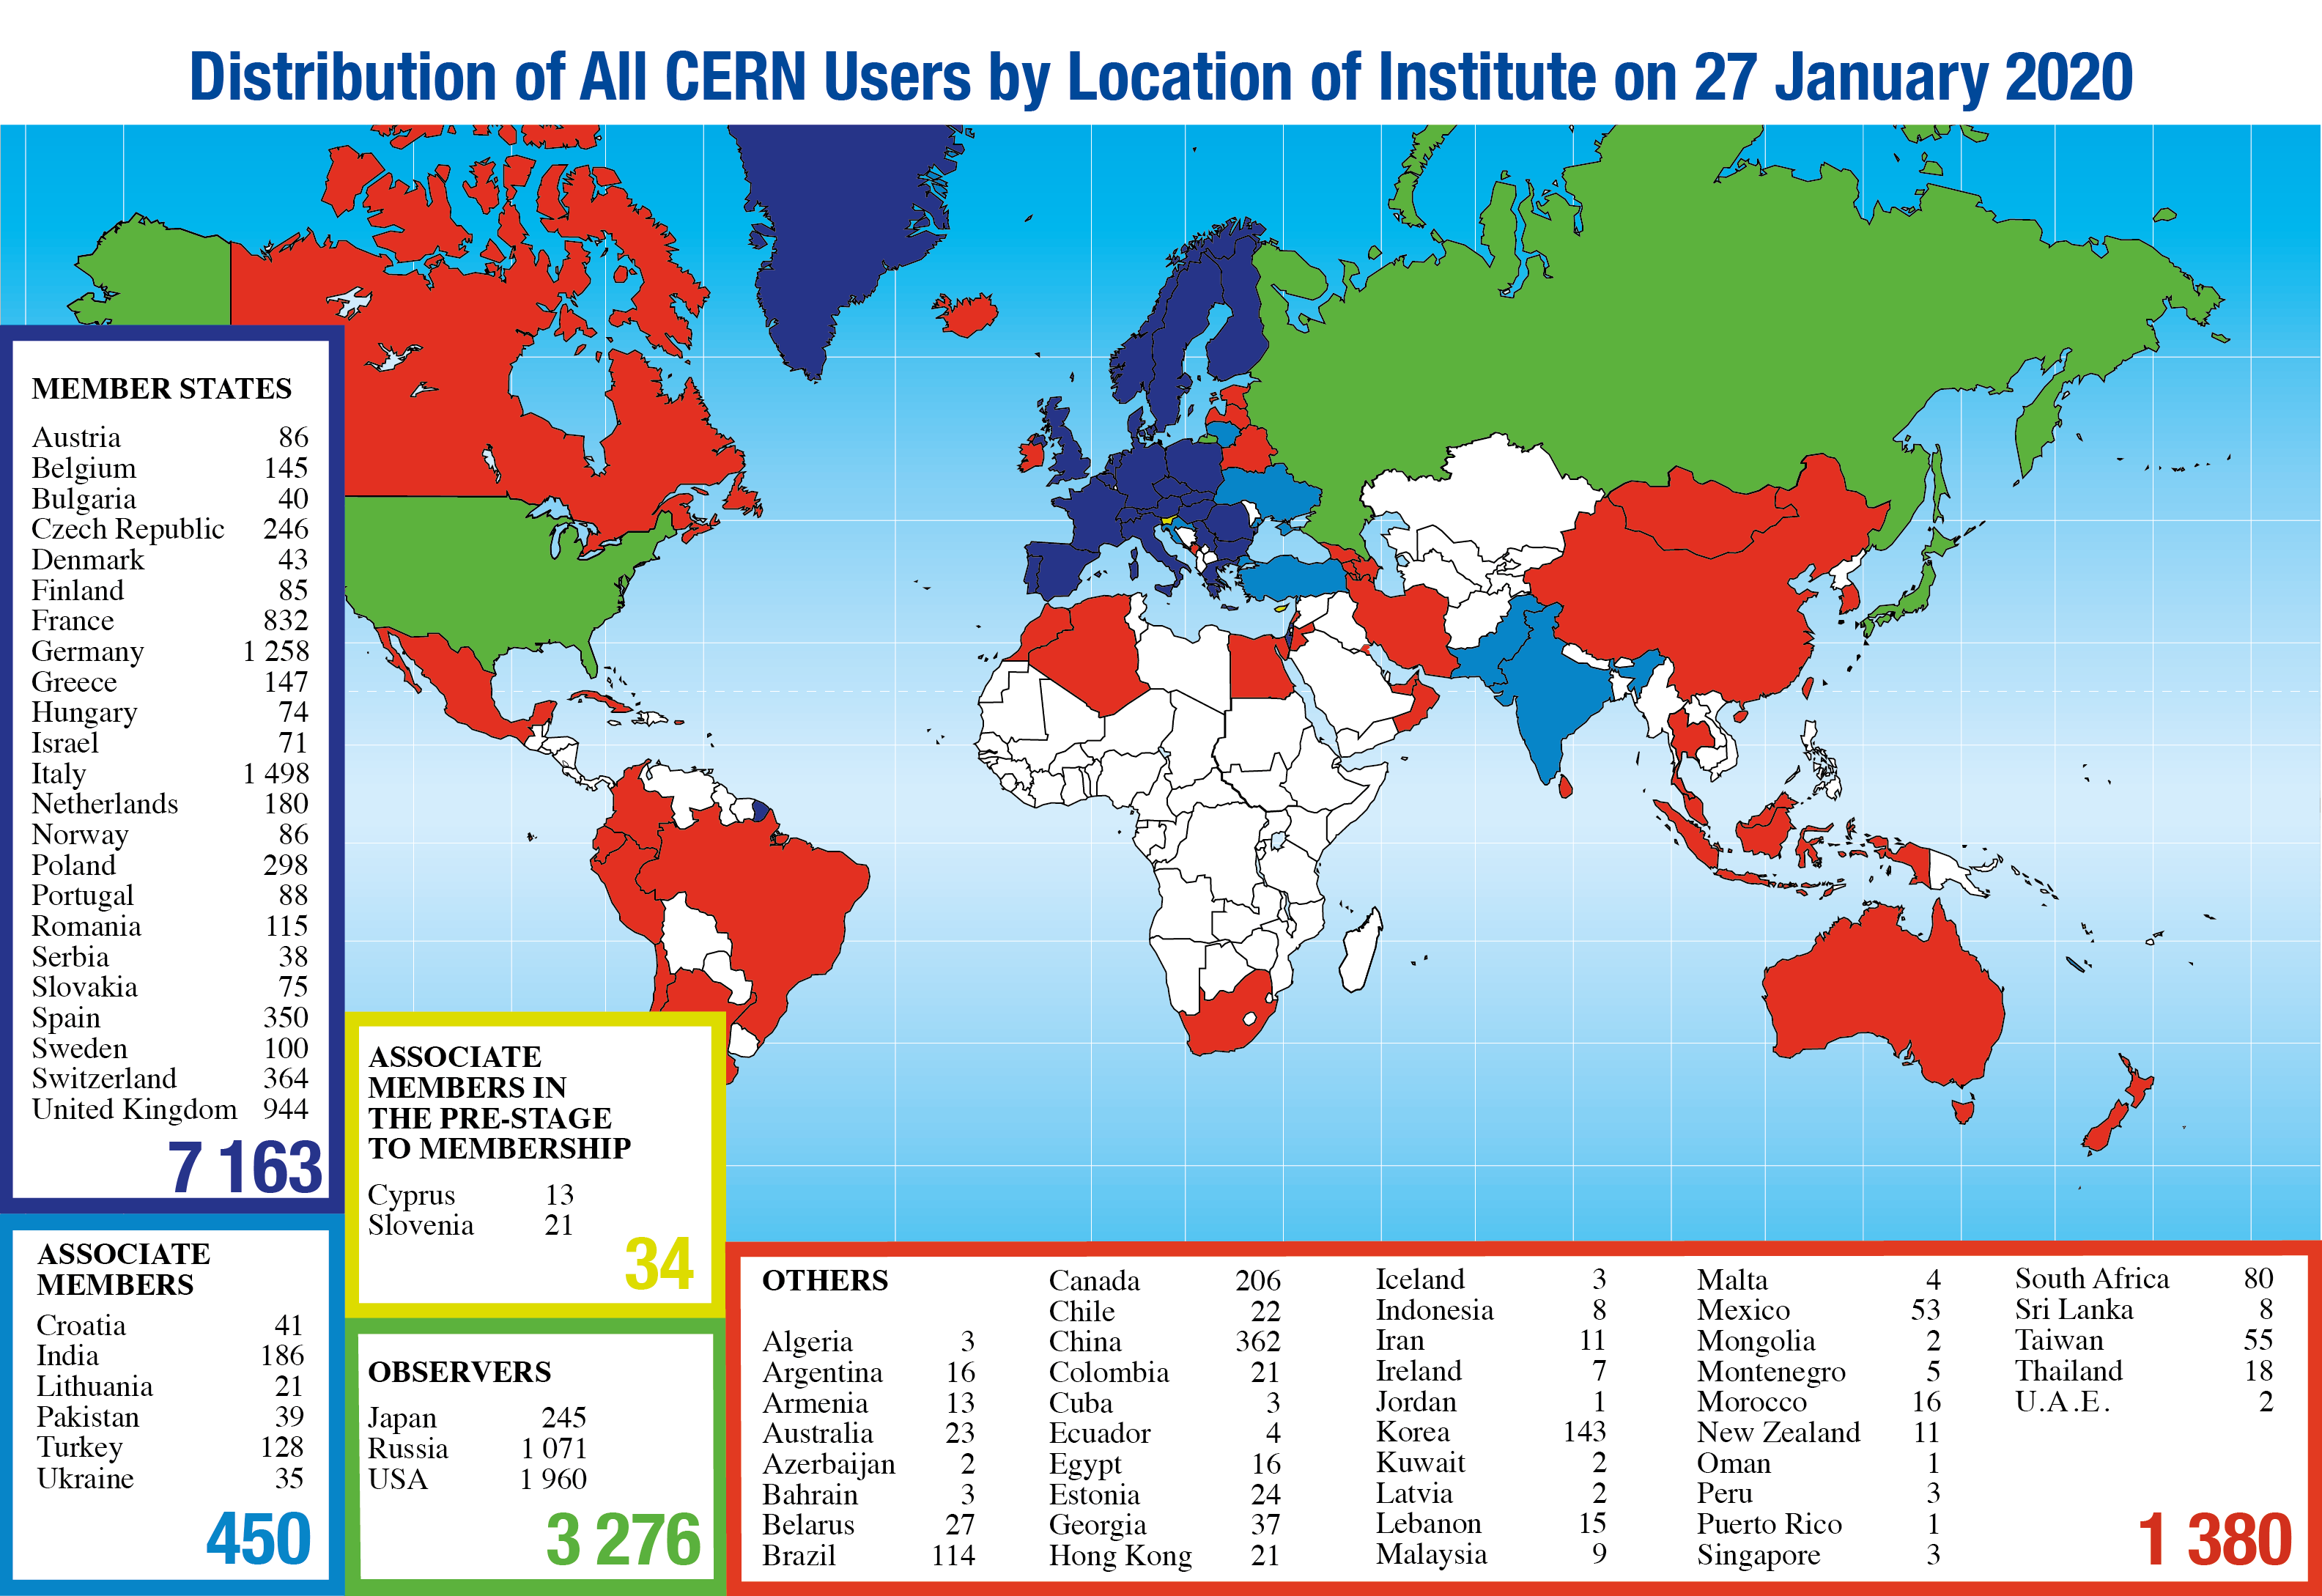 Distribution of All CERN Users by Location of Institute on 27 January 2020
MEMBER STATES
Austria 86
Belgium 145
Bulgaria 40
Czech Republic 246
Denmark 43
Finland 85
France 832
Germany 1 258
Greece 147
Hungary 74
Israel 71
Italy 1 498
Netherlands 180
Norway 86
Poland 298
Portugal 88
Romania 115
Serbia 38
Slovakia 75
Spain 350
Sweden 100
Switzerland 364
United Kingdom 944
7 163
ASSOCIATE
MEMBERS
Croatia 41
India 186
Lithuania 21
Pakistan 39
Turkey 128
Ukraine 35
450
ASSOCIATE
MEMBERS IN
THE PRE-STAGE
TO MEMBERSHIP
Cyprus 13
Slovenia 21
34
OBSERVERS
Japan 245
Russia 1 071
USA 1 960
3 276
OTHERS
Algeria 3
Argentina 16
Armenia 13
Australia 23
Azerbaijan 2
Bahrain 3
Belarus 27
Brazil 114
Canada 206
Chile 22
China 362
Colombia 21
Cuba 3
Ecuador 4
Egypt 16
Estonia 24
Georgia 37
Hong Kong 21
Iceland 3
Indonesia 8
Iran 11
Ireland 7
Jordan 1
Korea 143
Kuwait 2
Latvia 2
Lebanon 15
Malaysia 9
Malta 4
Mexico 53
Mongolia 2
Montenegro 5
Morocco 16
New Zealand 11
Oman 1
Peru 3
Puerto Rico 1
Singapore 3
South Africa 80
Sri Lanka 8
Taiwan 55
Thailand 18
U.A.E. 2
1 380